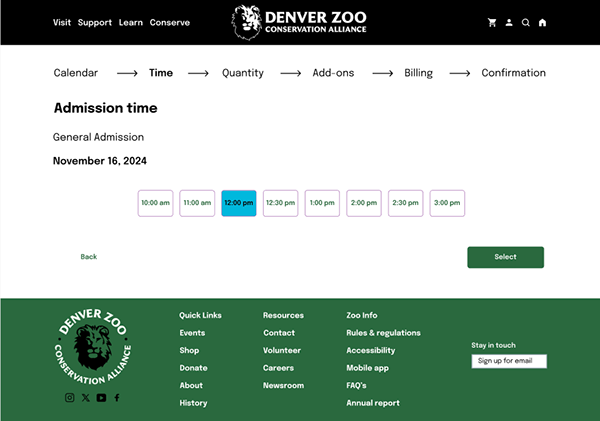 Visit Support Learn Conserve
DENVER ZOO
CONSERVATION ALLIANCE
Calendar Time Quantity Add-ons Billing Confirmation
Admission time
General Admission
November 16, 2024
10:00 am 11:00 am 12:00 pm 12:30 pm 1:00 pm 2:00 pm 2:30 pm 3:00 pm
Back Select
DENVER ZOO
CONSERVATION ALLIANCE
Quick Links
Events
Shop
Donate
About
History
Resources
Contact
Volunteer
Careers
Newsroom
Zoo Info
Rules & regulations
Accessibility
Mobile app
FAQ's
Annual report
Stay in touch
Sign up for email